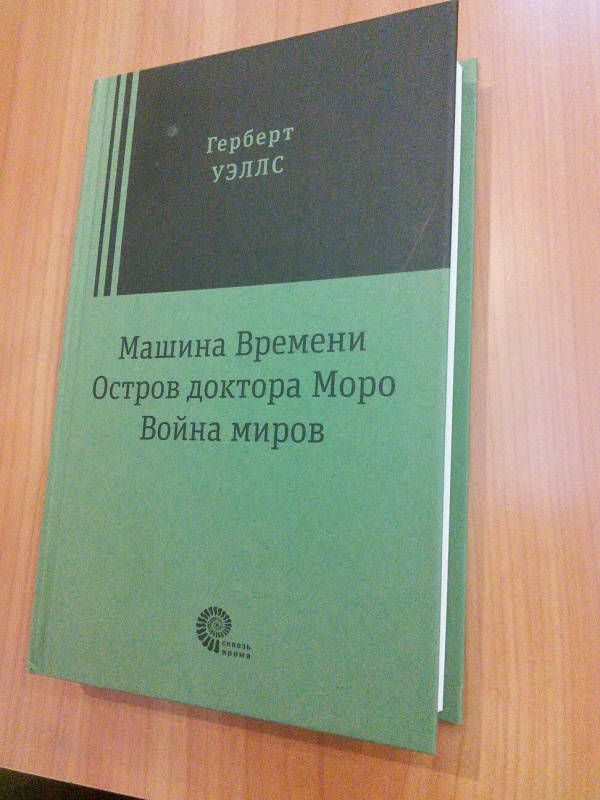 Герберт
УЭЛЛС
Машина Времени
Остров доктора Моро
Война миров
сквозь
время